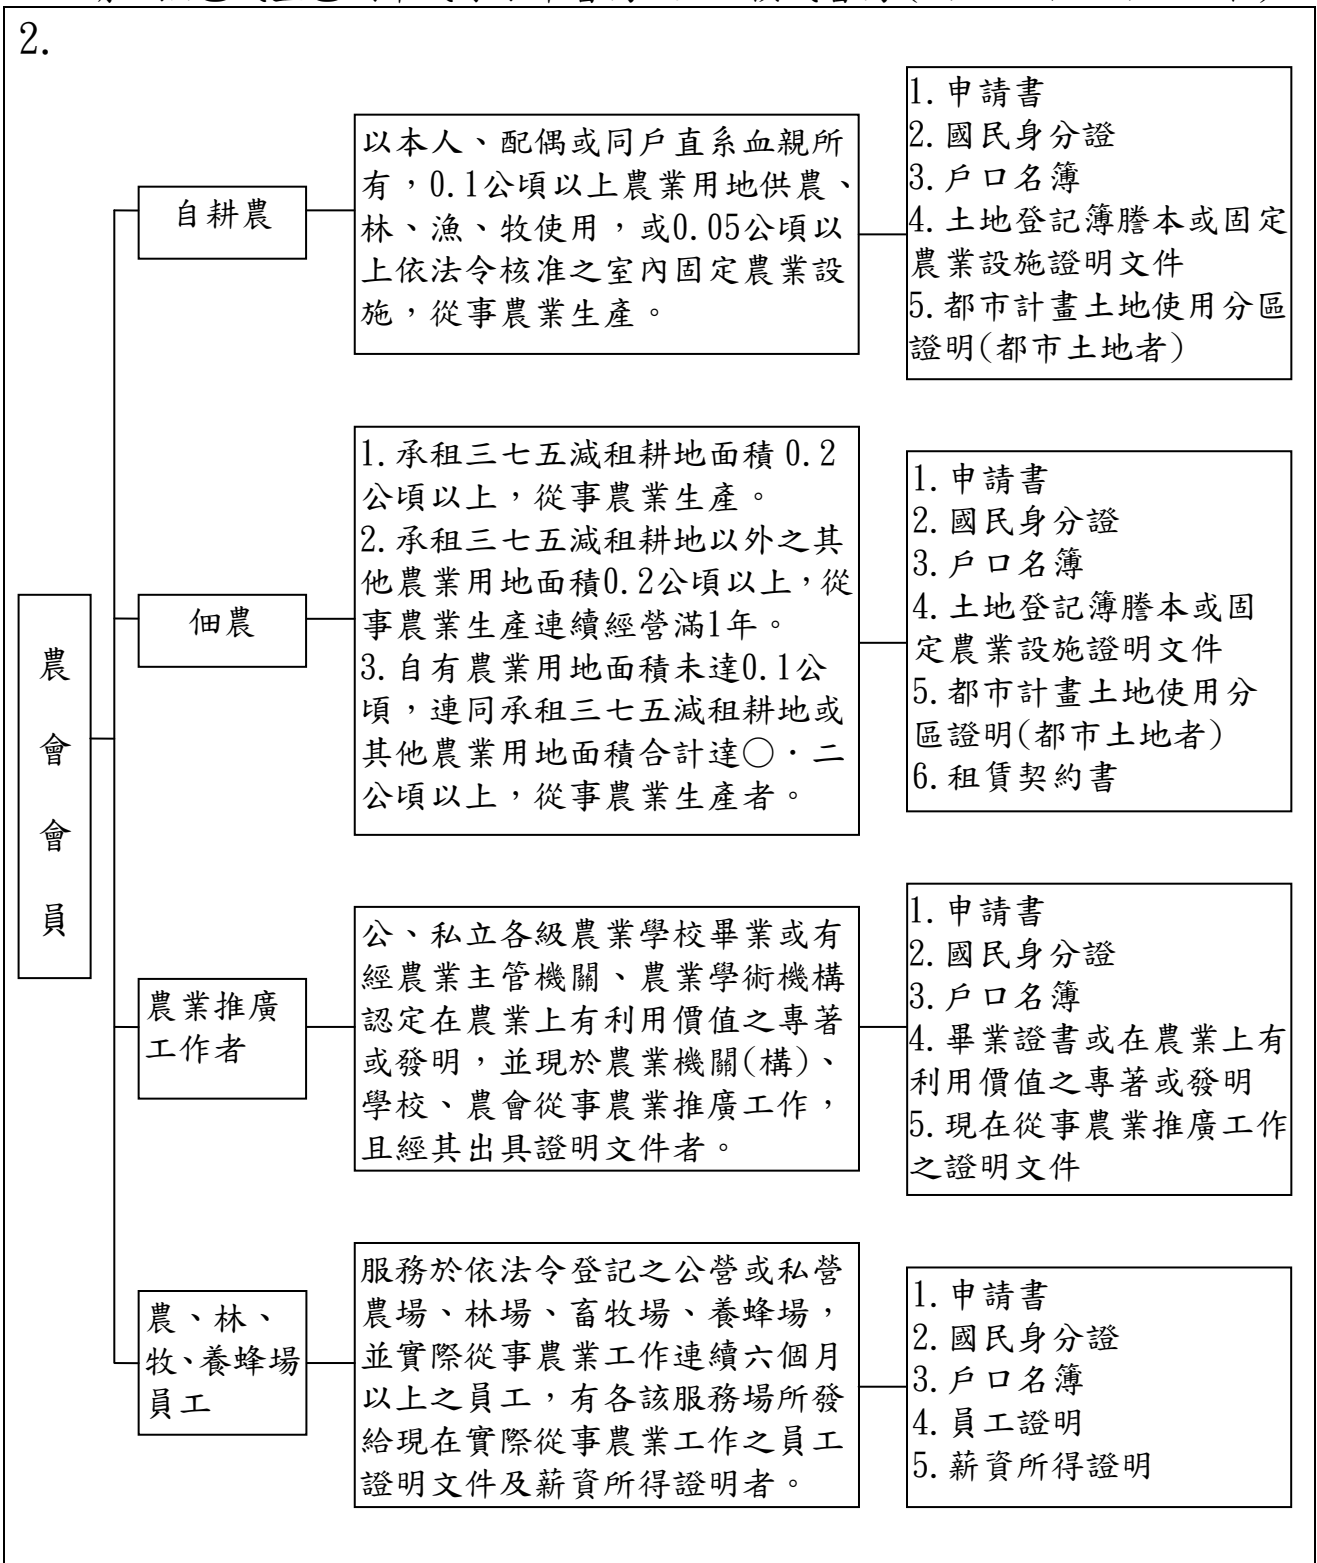 2.
農
會
會
員
自耕農
以本人、配偶或同戶直系血親所
有，0.1公頃以上農業用地供農、
林、漁、牧使用，或0.05公頃以
上依法令核准之室內固定農業設
施，從事農業生產。
1.申請書
2.國民身分證
3.戶口名簿
4.土地登記簿謄本或固定
農業設施證明文件
5.都市計畫土地使用分區
證明(都市土地者)
佃農
1.承租三七五減租耕地面積 0.2
公頃以上，從事農業生產。
2.承租三七五減租耕地以外之其
他農業用地面積0.2公頃以上，從
事農業生產連續經營滿1年。
3.自有農業用地面積未達0.1公
頃，連同承租三七五減租耕地或
其他農業用地面積合計達○．二
公頃以上，從事農業生產者。
1.申請書
2.國民身分證
3.戶口名簿
4.土地登記簿謄本或固
定農業設施證明文件
5.都市計畫土地使用分
區證明(都市土地者)
6.租賃契約書
農業推廣
工作者
公、私立各級農業學校畢業或有
經農業主管機關、農業學術機構
認定在農業上有利用價值之專著
或發明，並現於農業機關(構)、
學校、農會從事農業推廣工作，
且經其出具證明文件者。
1.申請書
2.國民身分證
3.戶口名簿
4.畢業證書或在農業上有
利用價值之專著或發明
5.現在從事農業推廣工作
之證明文件
農、林、
牧、養蜂場
員工
服務於依法令登記之公營或私營
農場、林場、畜牧場、養蜂場，
並實際從事農業工作連續六個月
以上之員工，有各該服務場所發
給現在實際從事農業工作之員工
證明文件及薪資所得證明者。
1.申請書
2.國民身分證
3.戶口名簿
4.員工證明
5.薪資所得證明